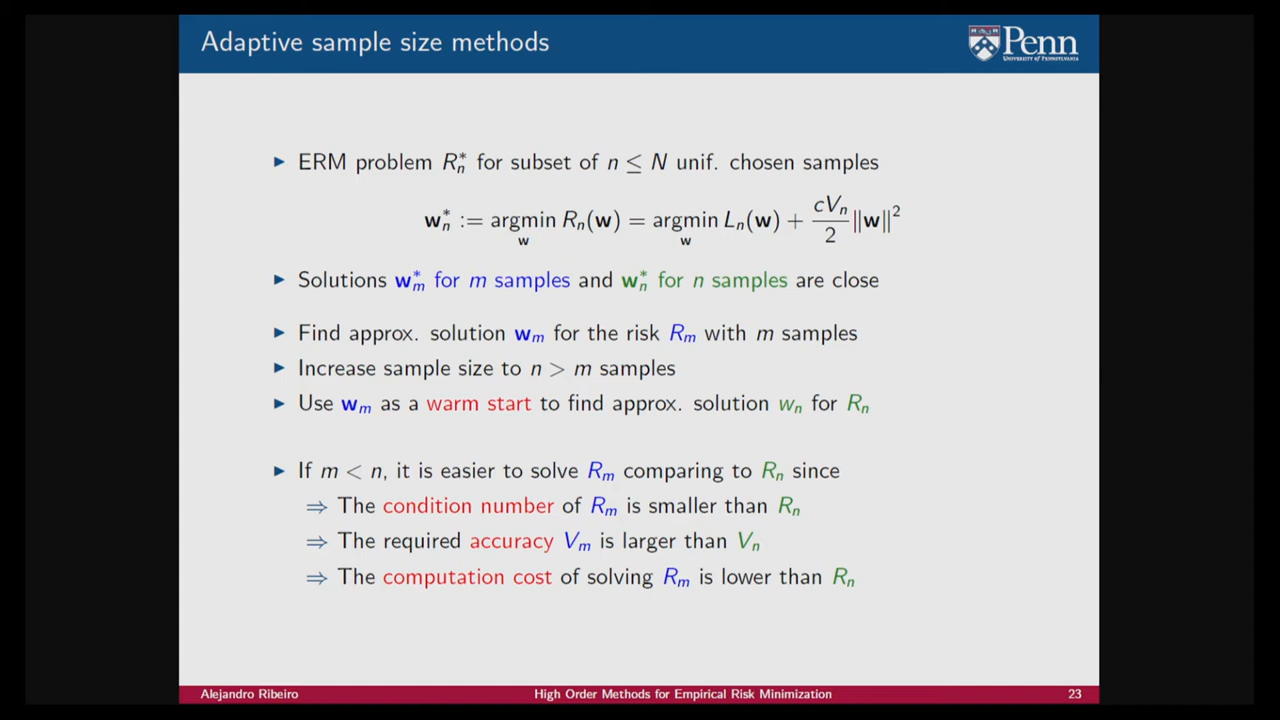 Adaptive sample size methods
Penn
UNIVERSITY of PENNSYLVANIA
▶ ERM problem R*ₙ for subset of n ≤ N unif. chosen samples
w*ₙ := argmin_w Rₙ(w) = argmin_w Lₙ(w) + cVₙ/2 ‖w‖²
▶ Solutions w*ₘ for m samples and w*ₙ for n samples are close
▶ Find approx. solution wₘ for the risk Rₘ with m samples
▶ Increase sample size to n > m samples
▶ Use wₘ as a warm start to find approx. solution wₙ for Rₙ
▶ If m < n, it is easier to solve Rₘ comparing to Rₙ since
⇒ The condition number of Rₘ is smaller than Rₙ
⇒ The required accuracy Vₘ is larger than Vₙ
⇒ The computation cost of solving Rₘ is lower than Rₙ
Alejandro Ribeiro High Order Methods for Empirical Risk Minimization 23